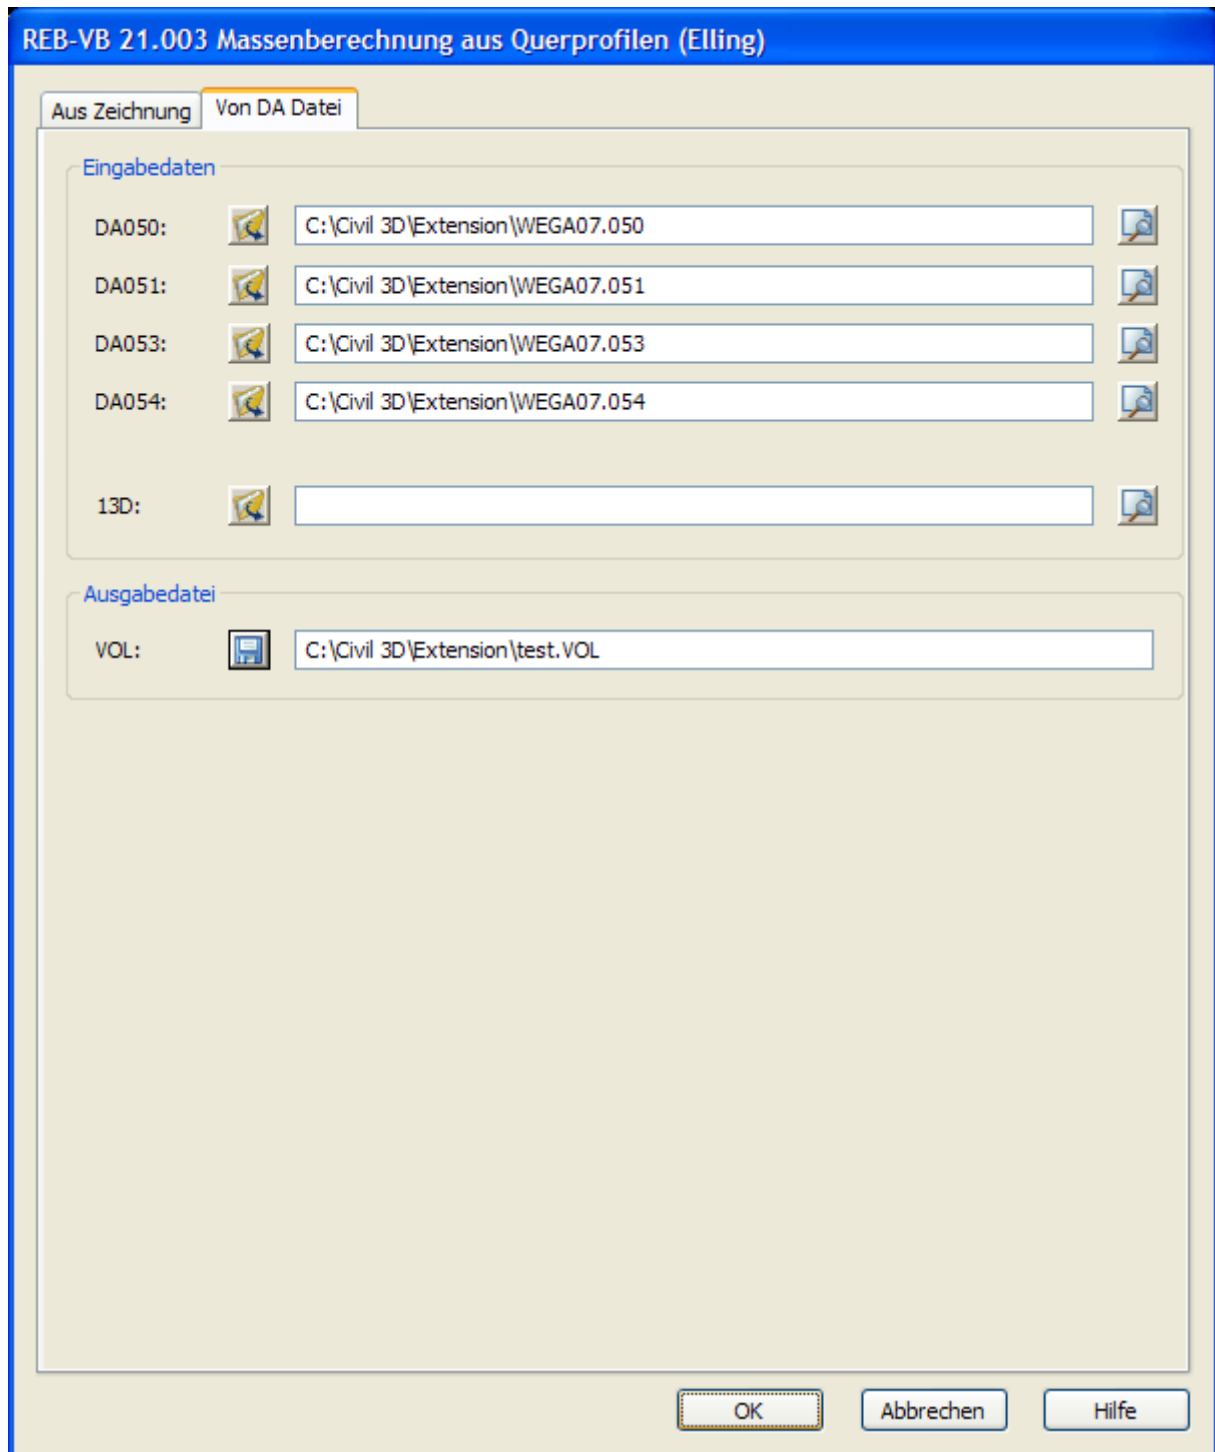 REB-VB 21.003 Massenberechnung aus Querprofilen (Elling)
Aus Zeichnung Von DA Datei
Eingabedaten
DA050: C:\Civil 3D\Extension\WEGA07.050
DA051: C:\Civil 3D\Extension\WEGA07.051
DA053: C:\Civil 3D\Extension\WEGA07.053
DA054: C:\Civil 3D\Extension\WEGA07.054
13D:
Ausgabedatei
VOL: C:\Civil 3D\Extension\test.VOL
OK Abbrechen Hilfe